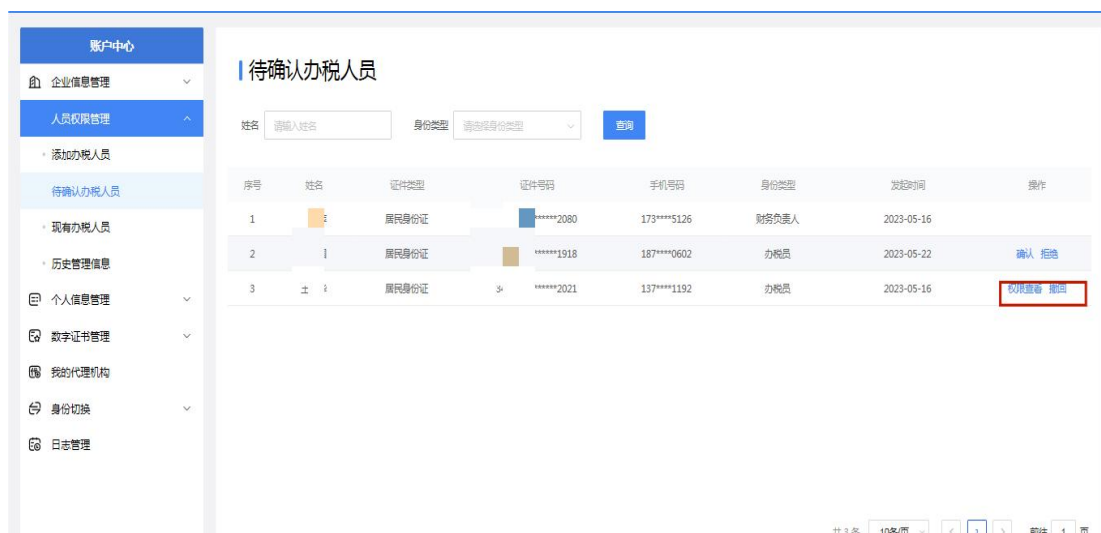 账户中心
企业信息管理
人员权限管理
添加办税人员
待确认办税人员
现有办税人员
历史管理信息
个人信息管理
数字证书管理
我的代理机构
身份切换
日志管理
待确认办税人员
姓名 请输入姓名 身份类型 请选择身份类型 查询
序号 姓名 证件类型 证件号码 手机号码 身份类型 发起时间 操作
1 居民身份证 ******2080 173****5126 财务负责人 2023-05-16
2 居民身份证 ******1918 187****0602 办税员 2023-05-22 确认 拒绝
3 居民身份证 ******2021 137****1192 办税员 2023-05-16 权限查看 撤回
共 3 条 10条/页 1 前往 1 页